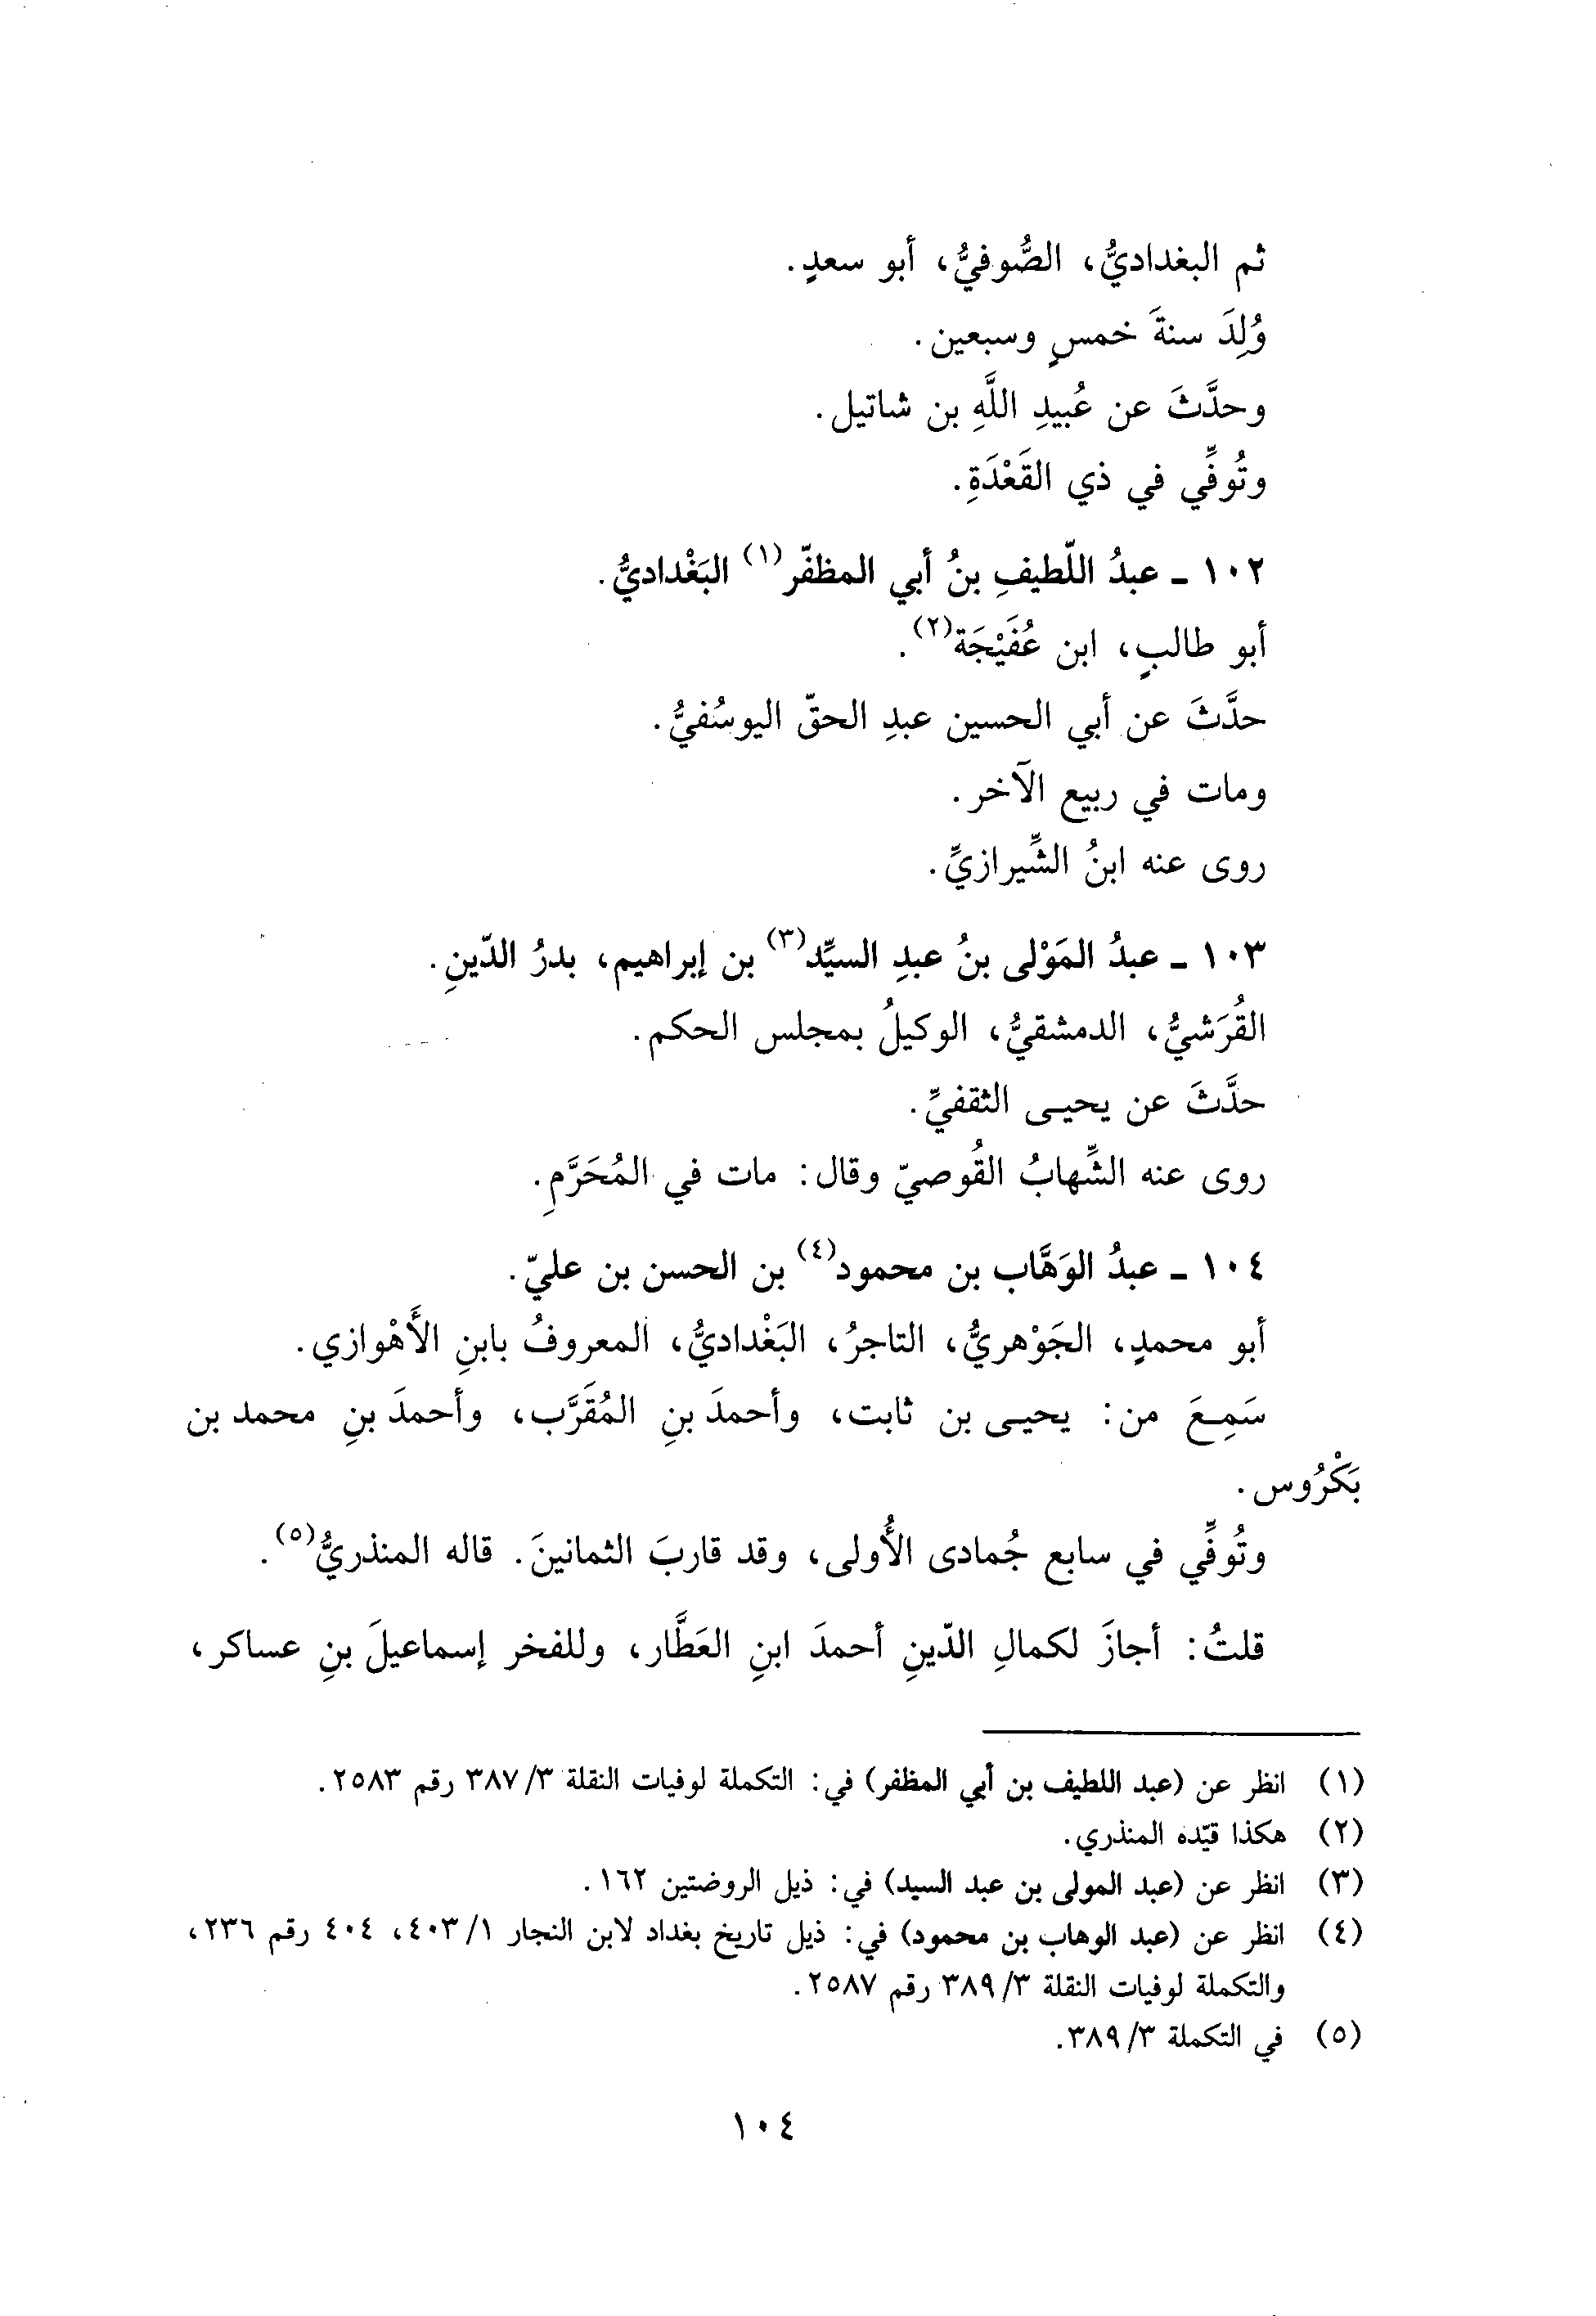 ثم البغداديُّ، الصُّوفيُّ، أبو سعدٍ.
وُلِدَ سنةَ خمسٍ وسبعين.
وحدَّثَ عن عُبيدِ اللَّهِ بن شاتيل.
وتُوفِّي في ذي القَعْدَةِ.
١٠٢ ـ عبدُ اللّطيفِ بنُ أبي المظفّر(١) البَغْداديُّ.
أبو طالبٍ، ابن عُفَيْجَة(٢).
حدَّثَ عن أبي الحسين عبدِ الحقّ اليوسُفيُّ.
ومات في ربيع الآخر.
روى عنه ابنُ الشِّيرازيِّ.
١٠٣ ـ عبدُ المَوْلى بنُ عبدِ السيِّد(٣) بن إبراهيم، بدرُ الدّينِ.
القُرَشيُّ، الدمشقيُّ، الوكيلُ بمجلس الحكم.
حدَّثَ عن يحيى الثقفيِّ.
روى عنه الشِّهابُ القُوصيّ وقال: مات في المُحَرَّمِ.
١٠٤ ـ عبدُ الوَهَّاب بن محمود(٤) بن الحسن بن عليّ.
أبو محمدٍ، الجَوْهريُّ، التاجرُ، البَغْداديُّ، المعروفُ بابنِ الأَهْوازي.
سَمِعَ من: يحيى بن ثابت، وأحمدَ بنِ المُقَرَّب، وأحمدَ بنِ محمد بن
بَكْرُوس.
وتُوفِّي في سابع جُمادى الأُولى، وقد قاربَ الثمانينَ. قاله المنذريُّ(٥).
قلتُ: أجازَ لكمالِ الدّينِ أحمدَ ابنِ العَطَّار، وللفخر إسماعيلَ بنِ عساكر،
(١) انظر عن (عبد اللطيف بن أبي المظفر) في: التكملة لوفيات النقلة ٣/ ٣٨٧ رقم ٢٥٨٣.
(٢) هكذا قيّده المنذري.
(٣) انظر عن (عبد المولى بن عبد السيد) في: ذيل الروضتين ١٦٢.
(٤) انظر عن (عبد الوهاب بن محمود) في: ذيل تاريخ بغداد لابن النجار ١/ ٤٠٣، ٤٠٤ رقم ٢٣٦،
والتكملة لوفيات النقلة ٣/ ٣٨٩ رقم ٢٥٨٧.
(٥) في التكملة ٣/ ٣٨٩.
١٠٤